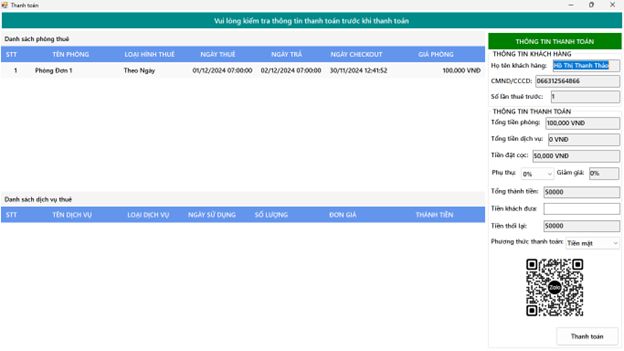 Thanh toán
Vui lòng kiểm tra thông tin thanh toán trước khi thanh toán
Danh sách phòng thuê
STT TÊN PHÒNG LOẠI HÌNH THUÊ NGÀY THUÊ NGÀY TRẢ NGÀY CHECKOUT GIÁ PHÒNG
1 Phòng Đơn 1 Theo Ngày 01/12/2024 07:00:00 02/12/2024 07:00:00 30/11/2024 12:41:52 100,000 VNĐ
Danh sách dịch vụ thuê
STT TÊN DỊCH VỤ LOẠI DỊCH VỤ NGÀY SỬ DỤNG SỐ LƯỢNG ĐƠN GIÁ THÀNH TIỀN
THÔNG TIN THANH TOÁN
THÔNG TIN KHÁCH HÀNG
Họ tên khách hàng: Hồ Thị Thanh Thảo
CMND/CCCD: 066312564866
Số lần thuê trước: 1
THÔNG TIN THANH TOÁN
Tổng tiền phòng: 100,000 VNĐ
Tổng tiền dịch vụ: 0 VNĐ
Tiền đặt cọc: 50,000 VNĐ
Phụ thu: 0% Giảm giá: 0%
Tổng thành tiền: 50000
Tiền khách đưa:
Tiền thối lại: 50000
Phương thức thanh toán: Tiền mặt
Zalo
Thanh toán